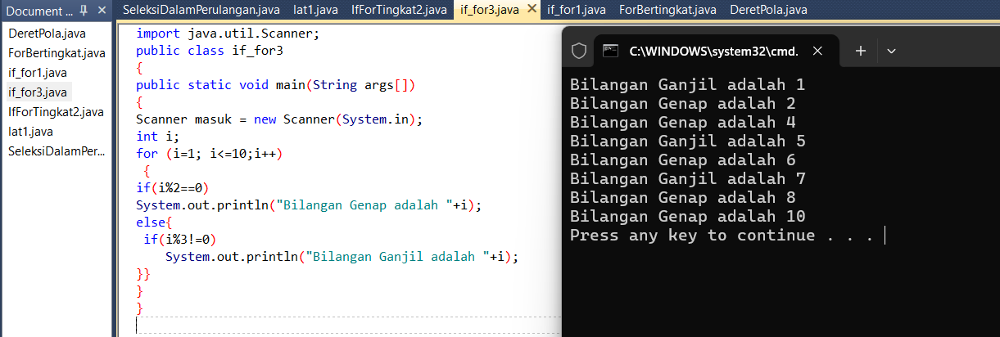 Document ...
SeleksiDalamPerulangan.java lat1.java IfForTingkat2.java if_for3.java if_for1.java ForBertingkat.java DeretPola.java
DeretPola.java
ForBertingkat.java
if_for1.java
if_for3.java
IfForTingkat2.java
lat1.java
SeleksiDalamPer...
import java.util.Scanner;
public class if_for3
{
public static void main(String args[])
{
Scanner masuk = new Scanner(System.in);
int i;
for (i=1; i<=10;i++)
{
if(i%2==0)
System.out.println("Bilangan Genap adalah "+i);
else{
if(i%3!=0)
System.out.println("Bilangan Ganjil adalah "+i);
}}
}
}
C:\WINDOWS\system32\cmd.
Bilangan Ganjil adalah 1
Bilangan Genap adalah 2
Bilangan Genap adalah 4
Bilangan Ganjil adalah 5
Bilangan Genap adalah 6
Bilangan Ganjil adalah 7
Bilangan Genap adalah 8
Bilangan Genap adalah 10
Press any key to continue . . .